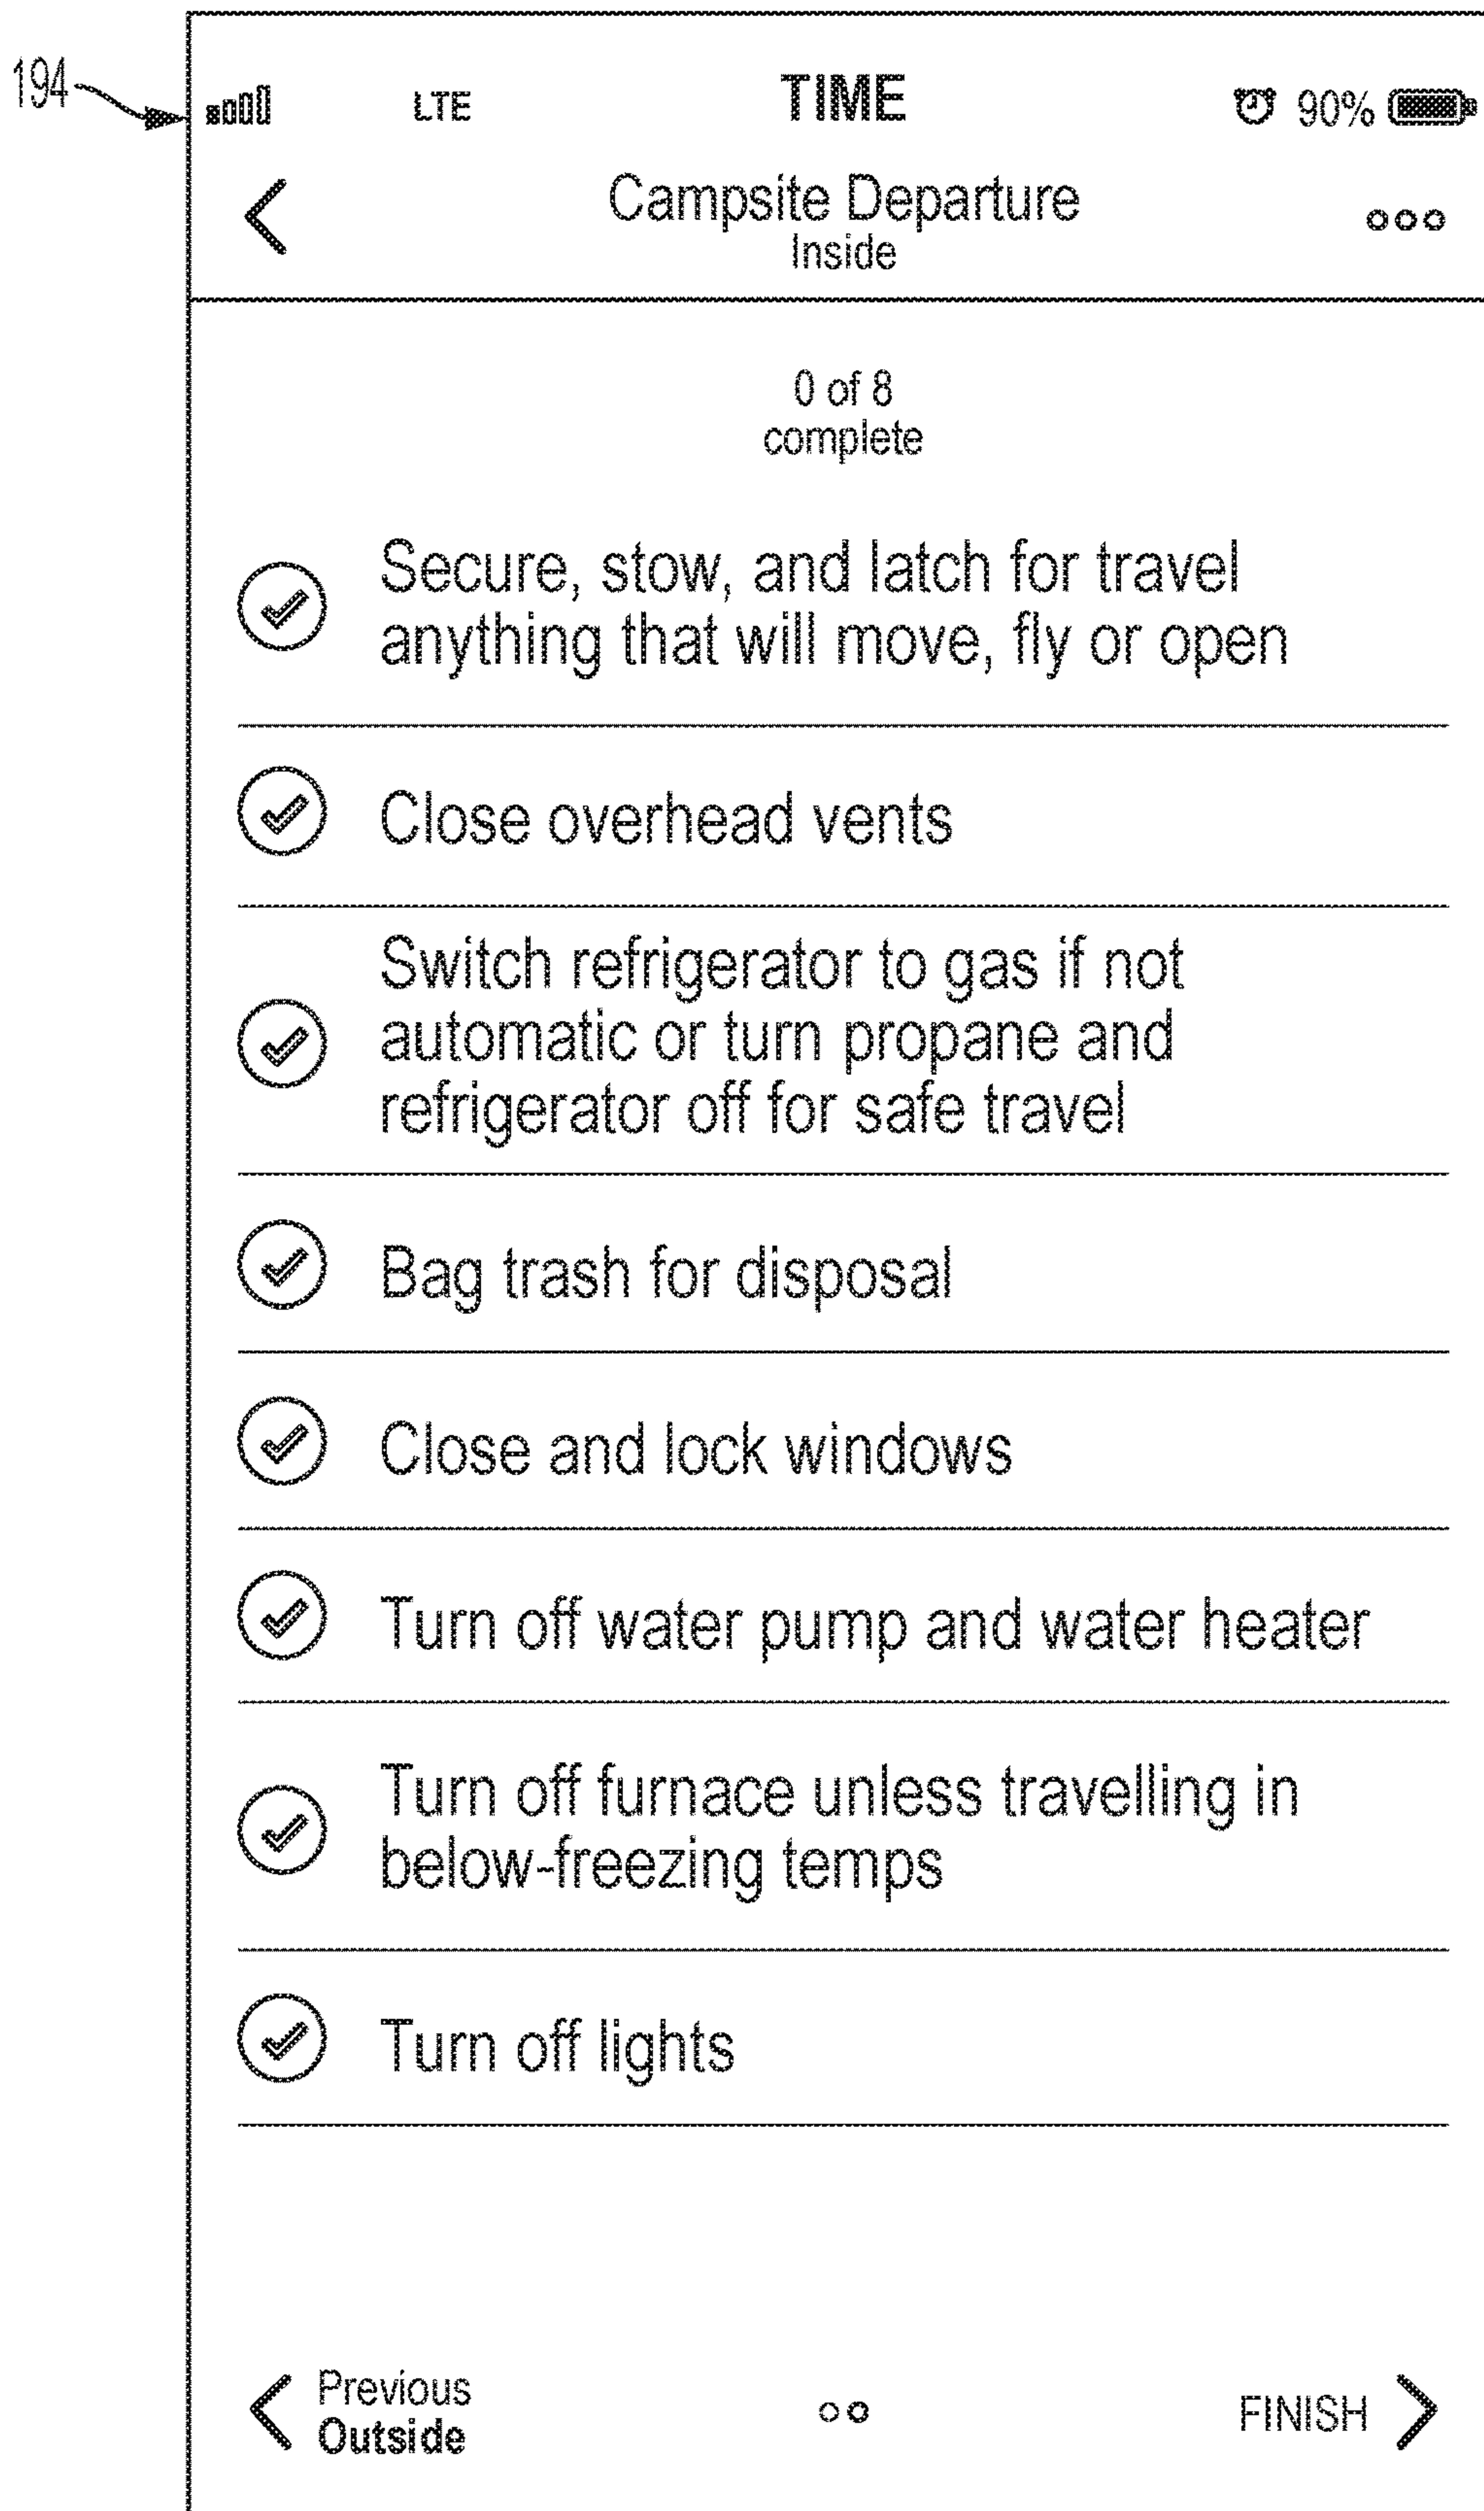 194
LTE TIME 90%
Campsite Departure
Inside
0 of 8
complete
Secure, stow, and latch for travel
anything that will move, fly or open
Close overhead vents
Switch refrigerator to gas if not
automatic or turn propane and
refrigerator off for safe travel
Bag trash for disposal
Close and lock windows
Turn off water pump and water heater
Turn off furnace unless travelling in
below-freezing temps
Turn off lights
Previous
Outside
FINISH